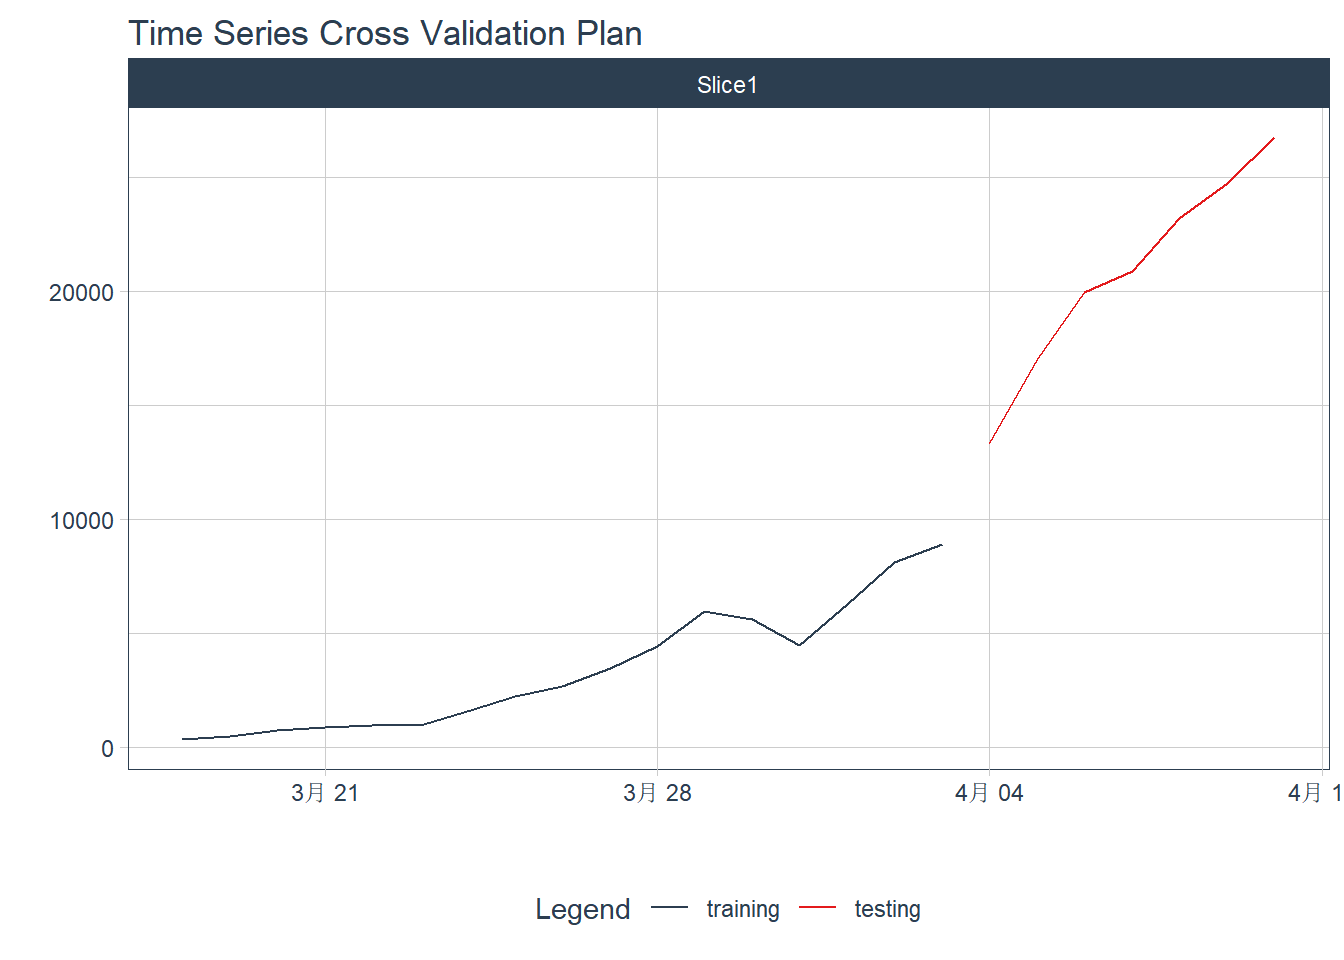 Time Series Cross Validation Plan
Slice1
20000
10000
0
3月 21 3月 28 4月 04 4月 1
Legend training testing